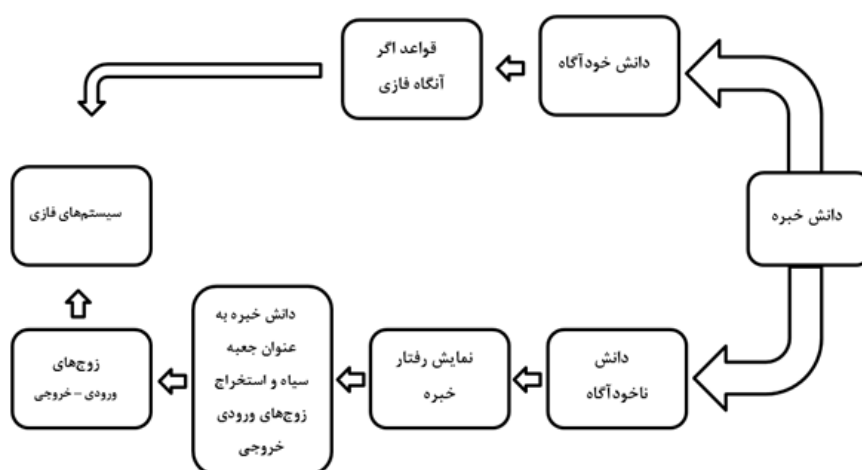 دانش خبره
دانش خودآگاه
قواعد اگر
آنگاه فازی
سیستم‌های فازی
دانش
ناخودآگاه
نمایش رفتار
خبره
دانش خبره به
عنوان جعبه
سیاه و استخراج
زوج‌های ورودی
خروجی
زوج‌های
ورودی – خروجی